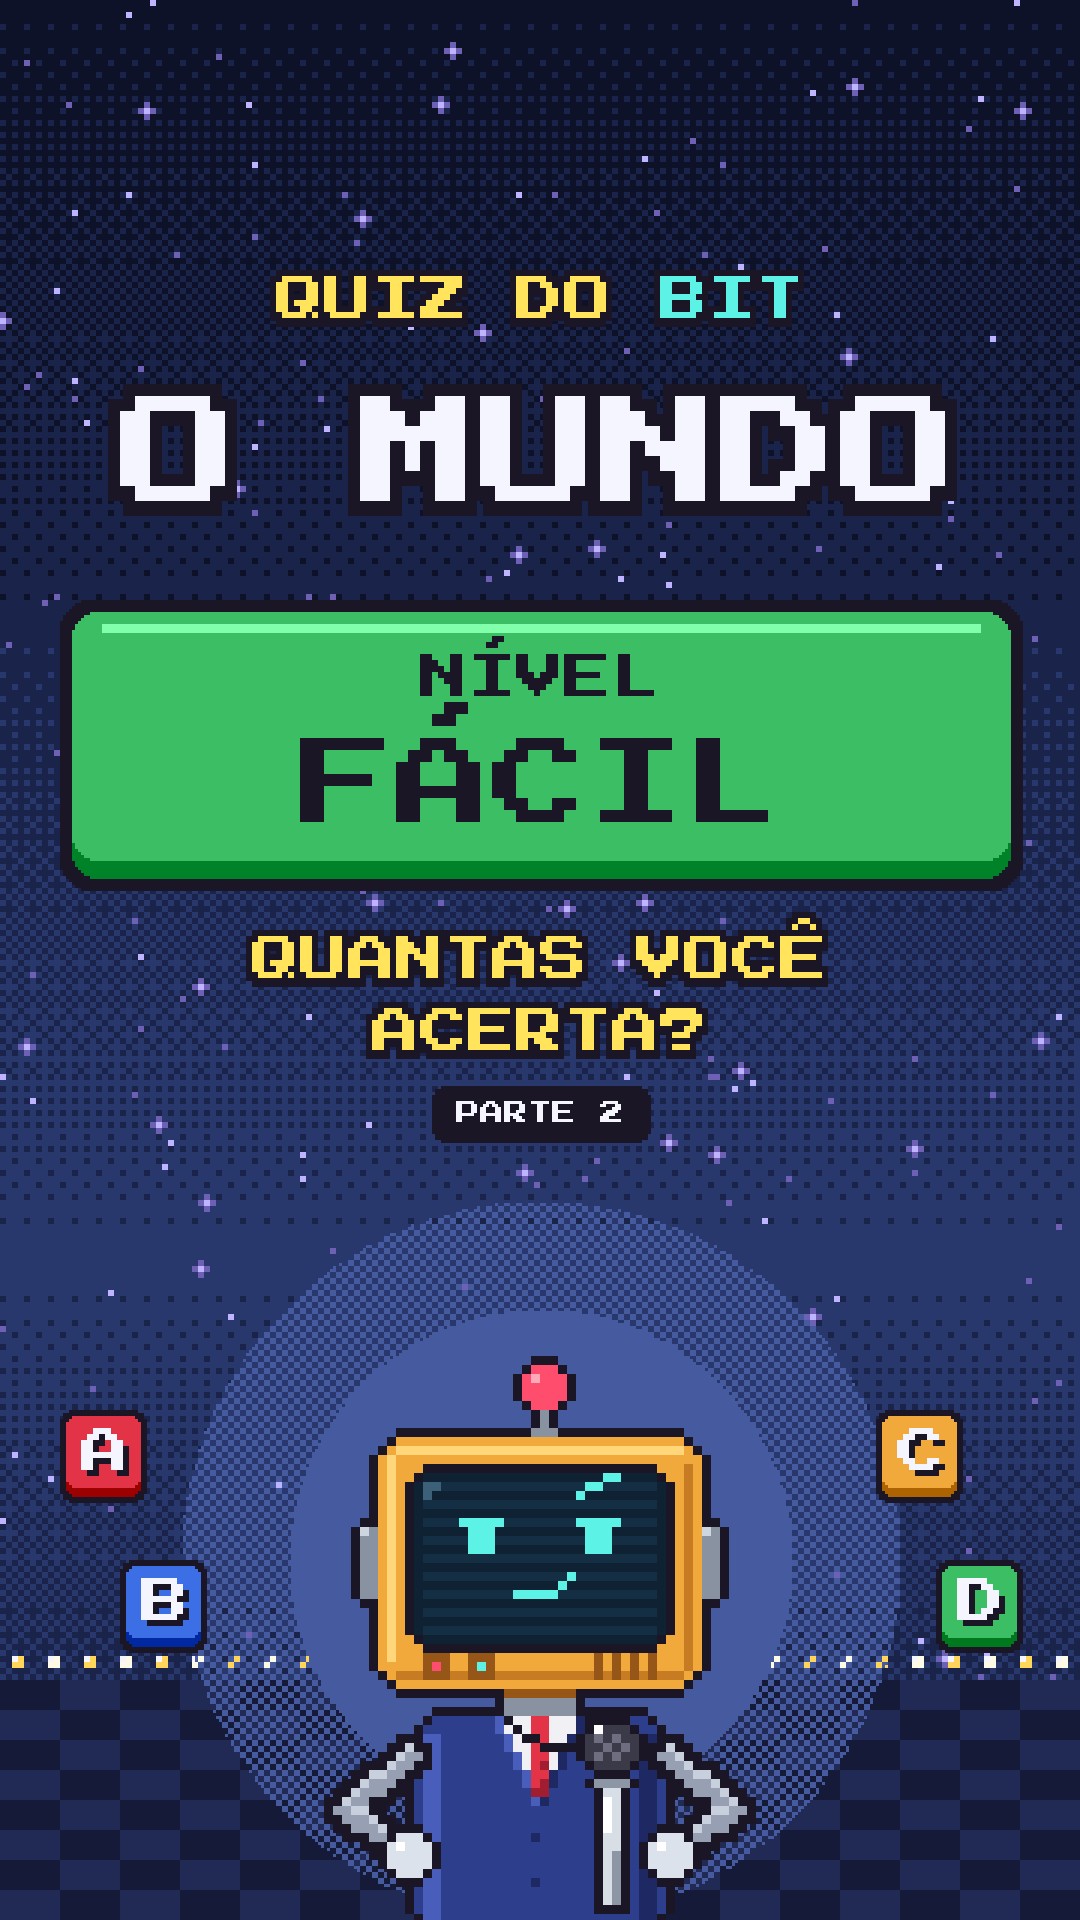 QUIZ DO BIT
O MUNDO
NÍVEL
FÁCIL
QUANTAS VOCÊ
ACERTA?
PARTE 2
A
C
B
D